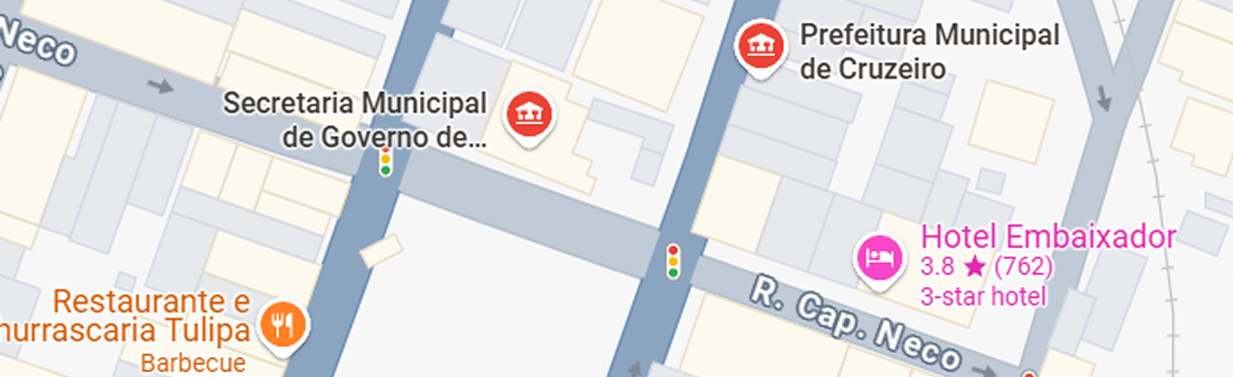 Neco
Prefeitura Municipal
de Cruzeiro
Secretaria Municipal
de Governo de...
Hotel Embaixador
3.8 ★ (762)
3-star hotel
R. Cap. Neco
Restaurante e
hurrascaria Tulipa
Barbecue